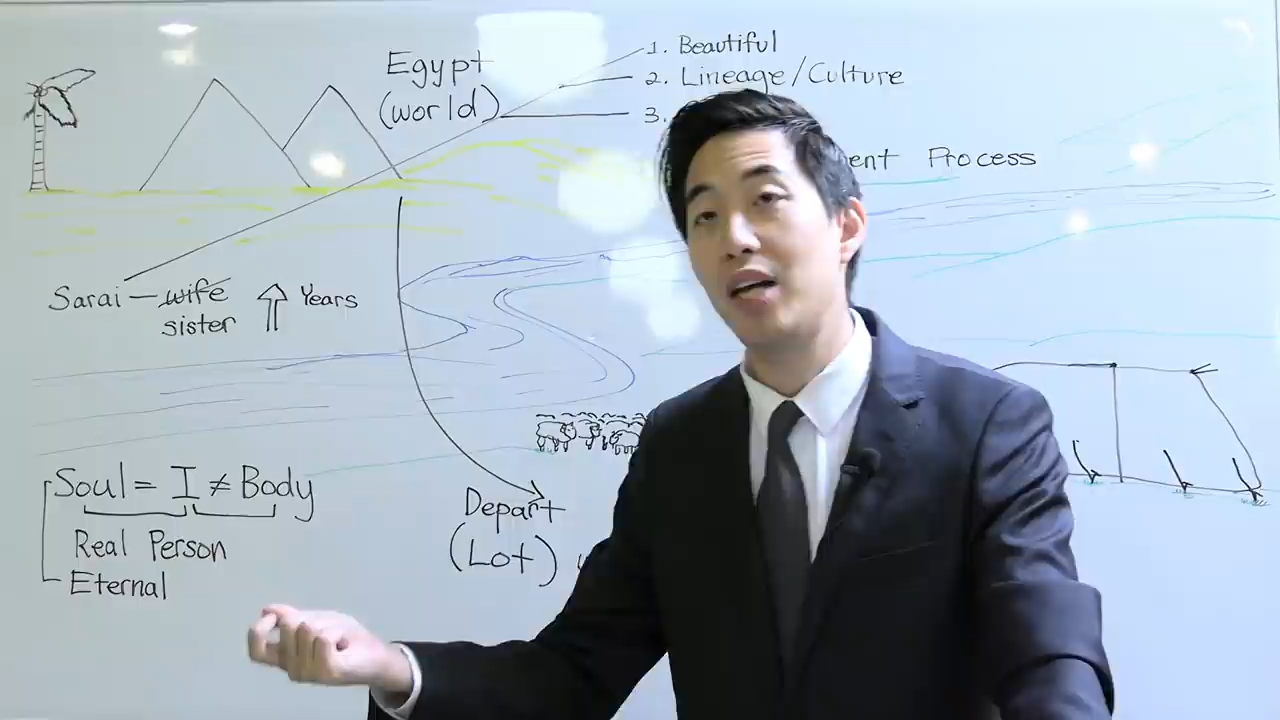 Egypt
(world)
1. Beautiful
2. Lineage/Culture
3.
Process
Sarai — wife
sister
Years
Soul = I ≠ Body
Real Person
Eternal
Depart
(Lot)